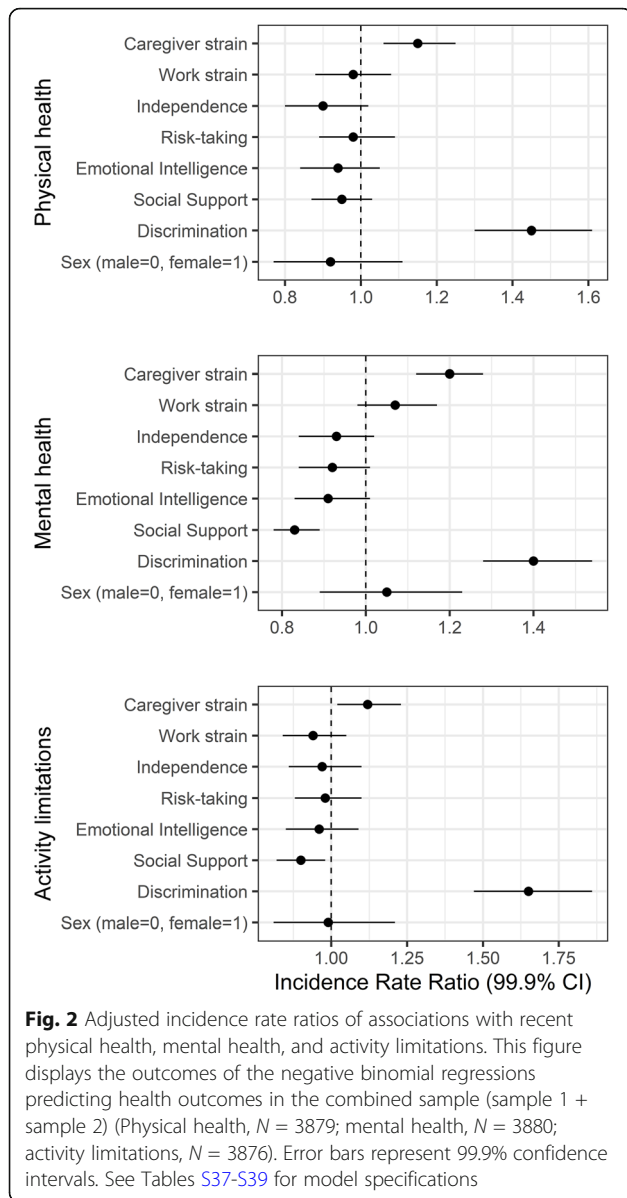 Physical health
Caregiver strain
Work strain
Independence
Risk-taking
Emotional Intelligence
Social Support
Discrimination
Sex (male=0, female=1)
0.8 1.0 1.2 1.4 1.6
Mental health
Caregiver strain
Work strain
Independence
Risk-taking
Emotional Intelligence
Social Support
Discrimination
Sex (male=0, female=1)
0.8 1.0 1.2 1.4
Activity limitations
Caregiver strain
Work strain
Independence
Risk-taking
Emotional Intelligence
Social Support
Discrimination
Sex (male=0, female=1)
1.00 1.25 1.50 1.75
Incidence Rate Ratio (99.9% CI)
Fig. 2 Adjusted incidence rate ratios of associations with recent
physical health, mental health, and activity limitations. This figure
displays the outcomes of the negative binomial regressions
predicting health outcomes in the combined sample (sample 1 +
sample 2) (Physical health, N = 3879; mental health, N = 3880;
activity limitations, N = 3876). Error bars represent 99.9% confidence
intervals. See Tables S37-S39 for model specifications